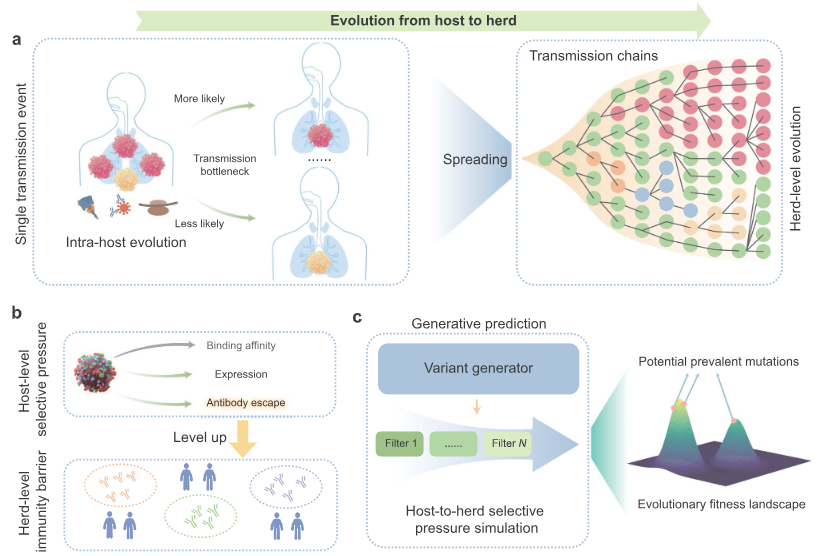 Evolution from host to herd
a
Single transmission event
More likely
Transmission
bottleneck
......
Less likely
Intra-host evolution
Spreading
Transmission chains
Herd-level evolution
b
Host-level
selective pressure
Binding affinity
Expression
Antibody escape
Level up
Herd-level
immunity barrier
c
Generative prediction
Variant generator
Filter 1
......
Filter N
Host-to-herd selective
pressure simulation
Potential prevalent mutations
Evolutionary fitness landscape